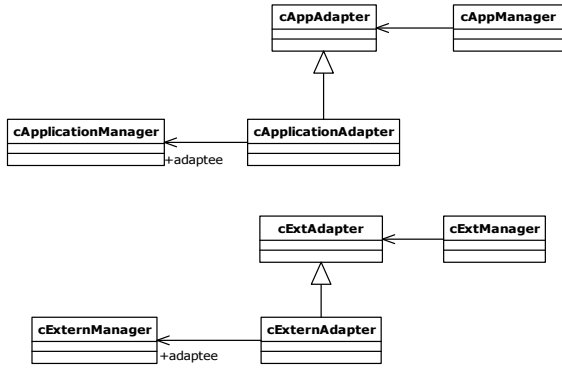 cAppAdapter
cAppManager
cApplicationManager
cApplicationAdapter
+adaptee
cExtAdapter
cExtManager
cExternManager
cExternAdapter
+adaptee